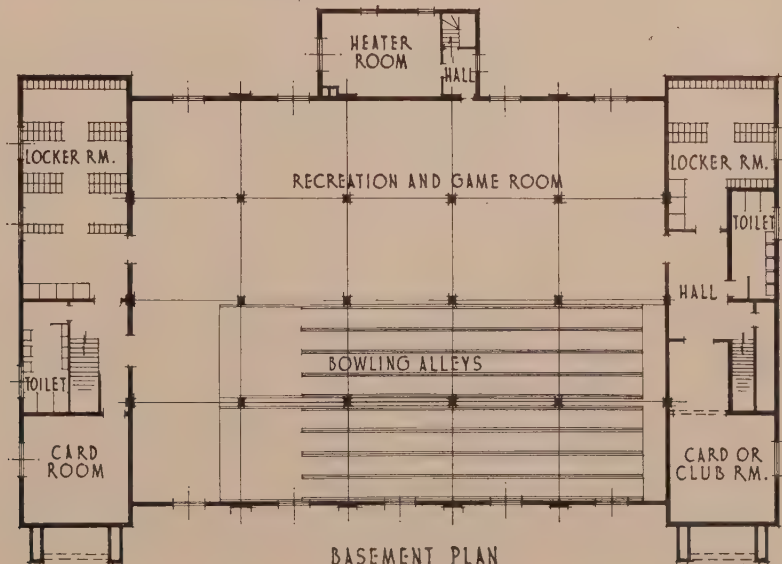 HEATER
ROOM
HALL
LOCKER RM.
LOCKER RM.
RECREATION AND GAME ROOM
TOILET
HALL
BOWLING ALLEYS
TOILET
CARD
ROOM
CARD OR
CLUB RM.
BASEMENT PLAN